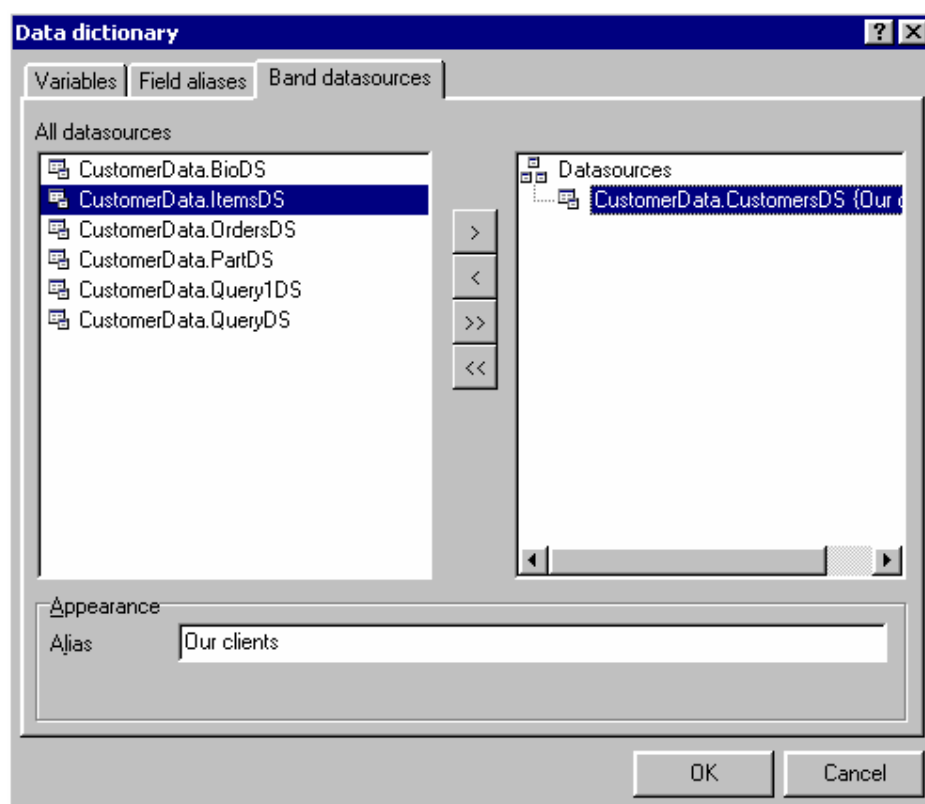 Data dictionary
Variables Field aliases Band datasources
All datasources
CustomerData.BioDS
CustomerData.ItemsDS
CustomerData.OrdersDS
CustomerData.PartDS
CustomerData.Query1DS
CustomerData.QueryDS
>
<
>>
<<
Datasources
CustomerData.CustomersDS {Our c
Appearance
Alias Our clients
OK Cancel